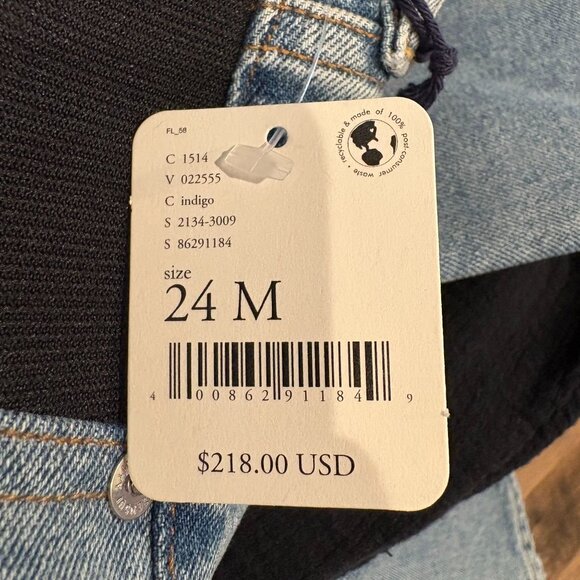 FL_58
C 1514
V 022555
C indigo
S 2134-3009
S 86291184
recyclable & made of 100% post-consumer waste •
size
24 M
4 00862 91184 9
$218.00 USD